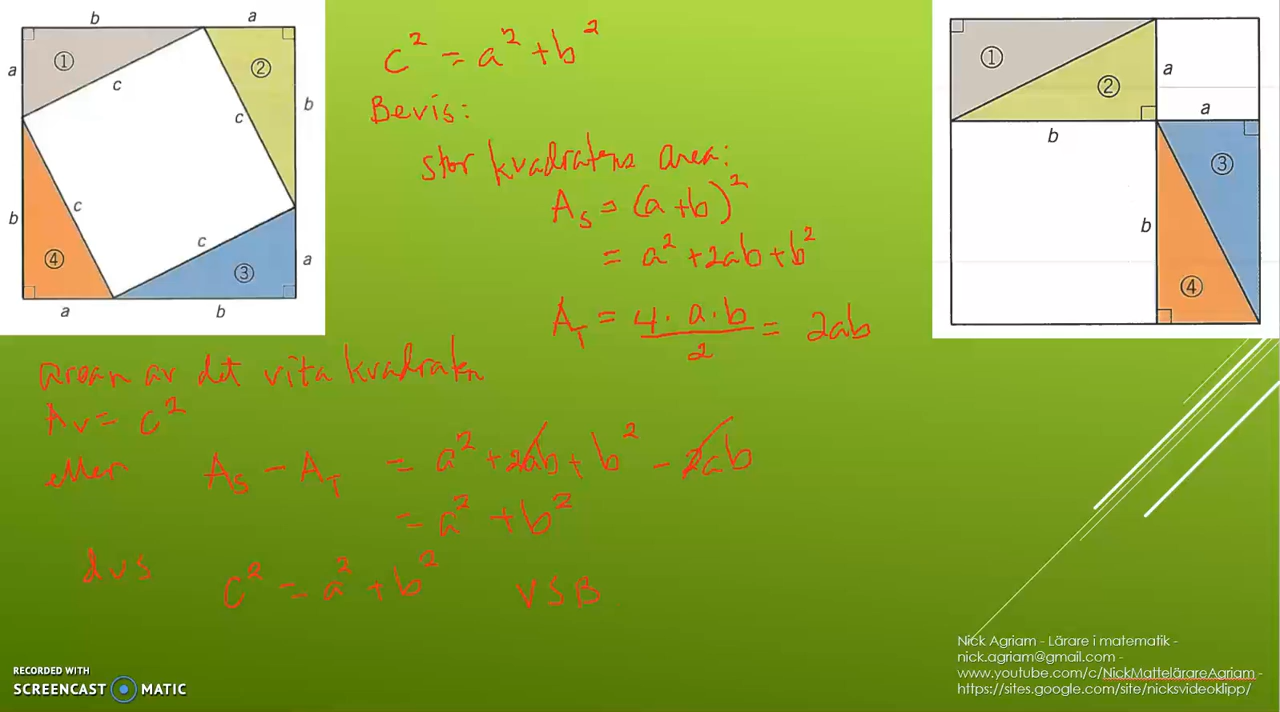 b a
① ②
a c c b
c c
b ④ ③ a
a b
c² = a² + b²
Bevis:
stor kvadratens area:
A_S = (a+b)²
= a² + 2ab + b²
A_T = 4·a·b/2 = 2ab
arean av det vita kvadraten
A_V = c²
eller A_S - A_T = a² + 2ab + b² - 2ab
= a² + b²
dvs c² = a² + b² VSB
① ② a
b a
③
b ④
Nick Agriam - Lärare i matematik -
nick.agriam@gmail.com -
www.youtube.com/c/NickMattelärareAgriam -
https://sites.google.com/site/nicksvideoklipp/
RECORDED WITH
SCREENCAST MATIC